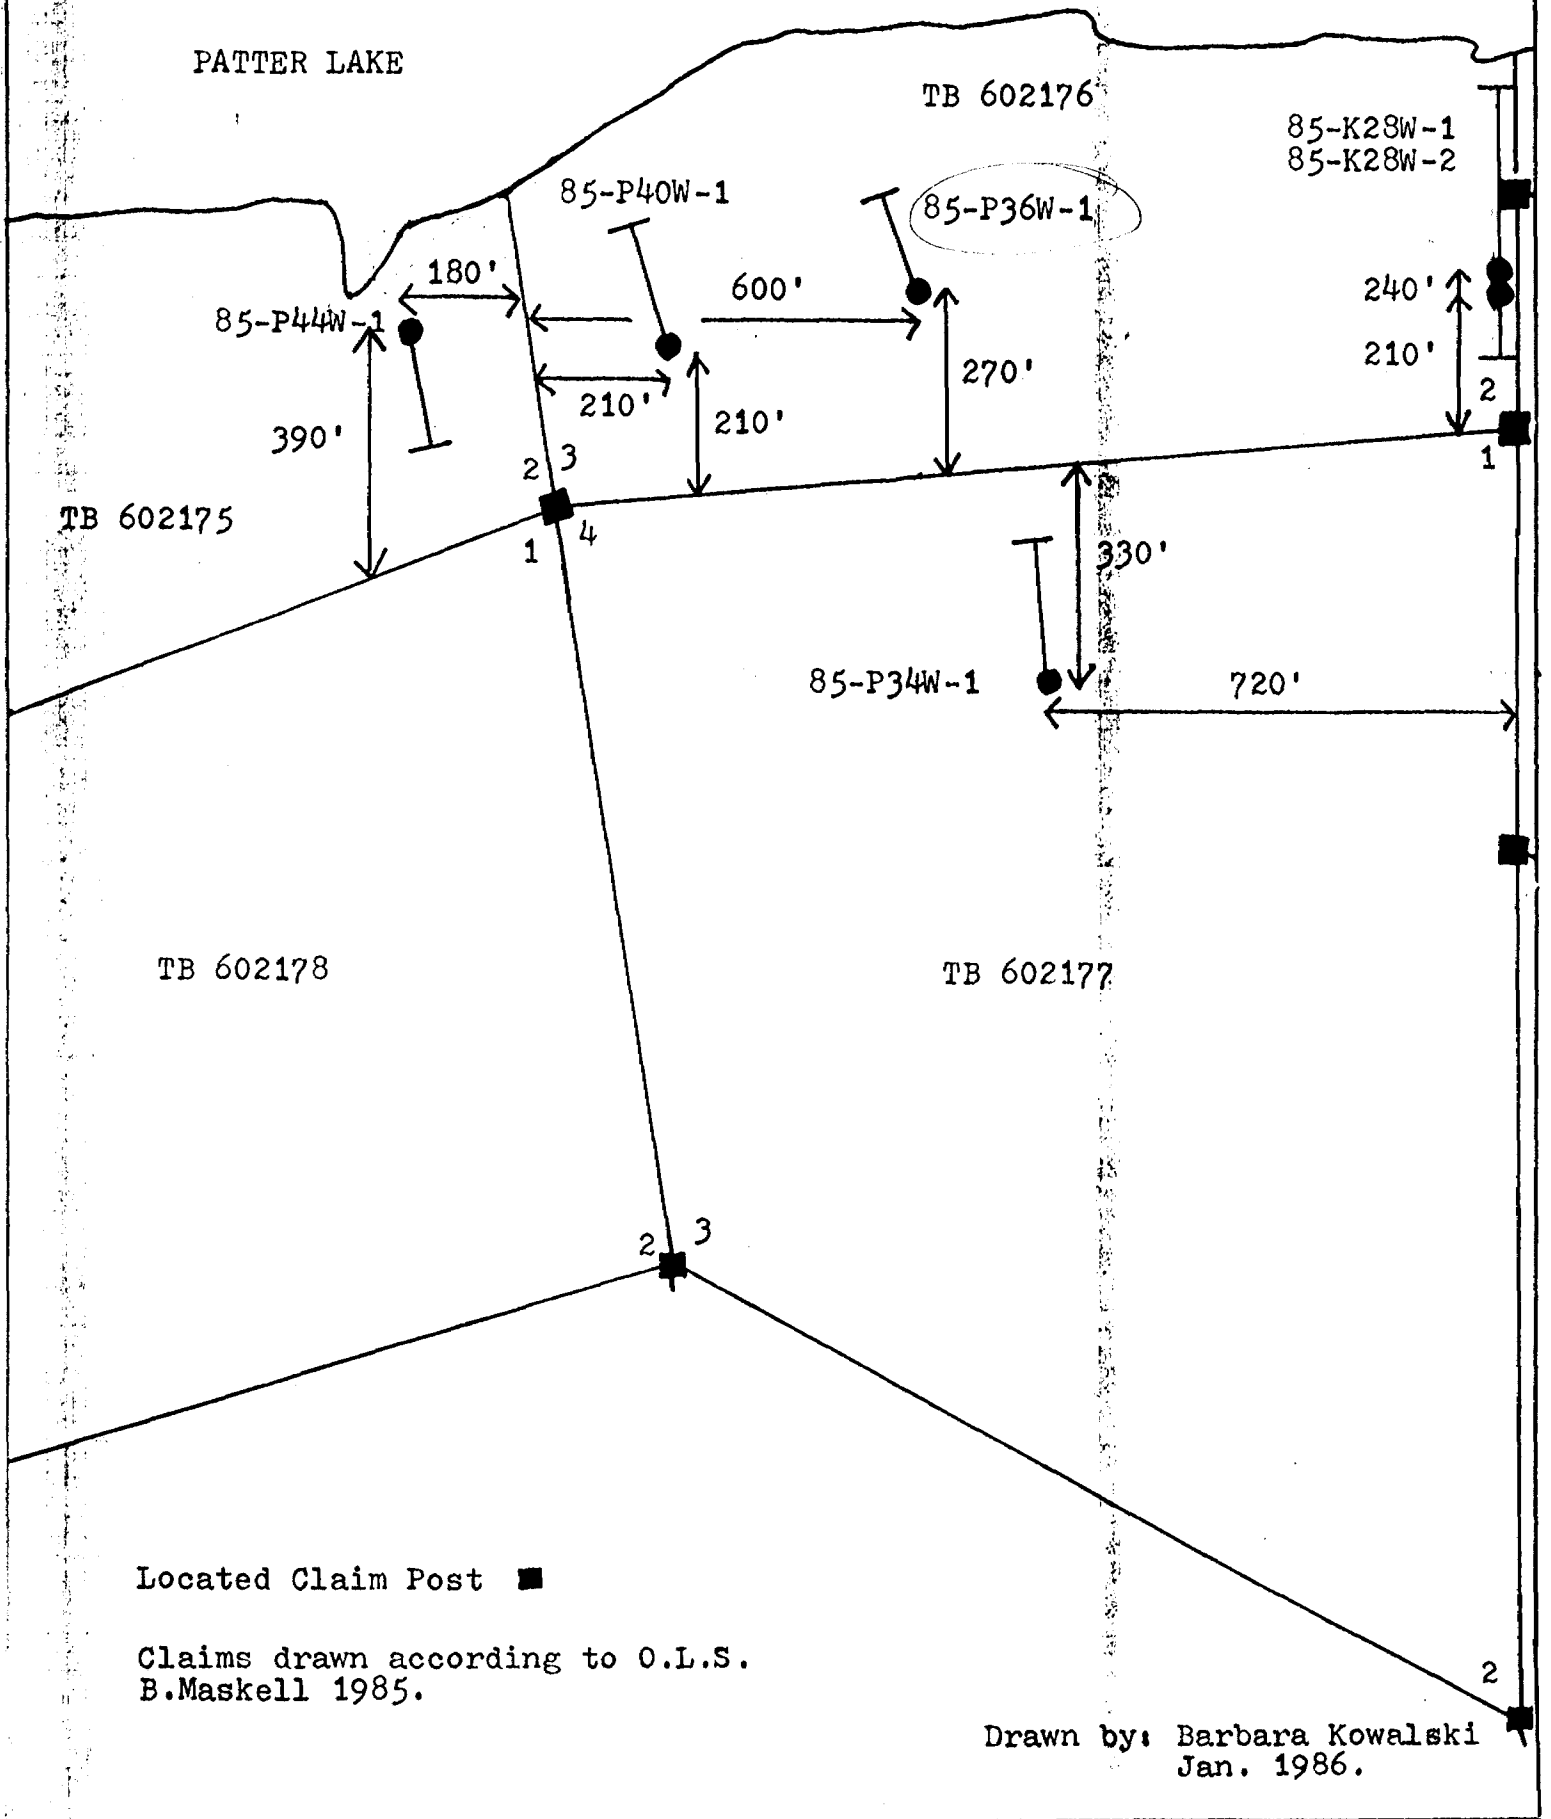 PATTER LAKE
TB 602176
85-K28W-1
85-K28W-2
85-P40W-1
85-P36W-1
180'
600'
240'
85-P44W-1
210'
270'
2
210'
210'
390'
2 3
1
TB 602175
1 4
330'
85-P34W-1
720'
TB 602178
TB 602177
2 3
Located Claim Post
Claims drawn according to O.L.S.
B.Maskell 1985.
2
Drawn by: Barbara Kowalski
Jan. 1986.